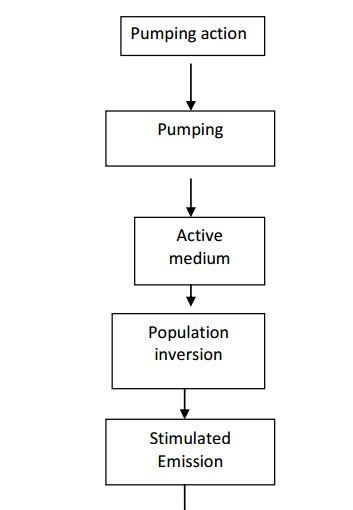 Pumping action
Pumping
Active
medium
Population
inversion
Stimulated
Emission